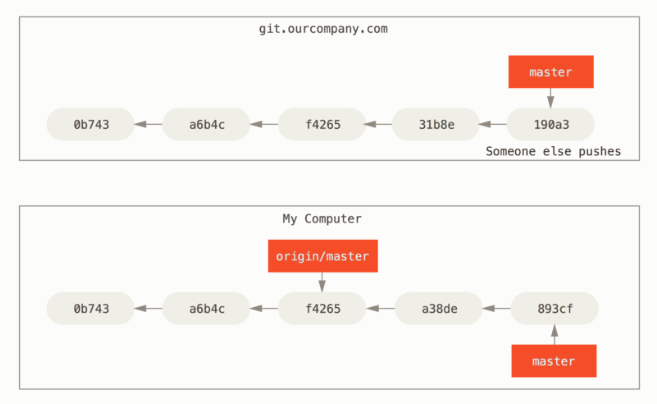 git.ourcompany.com
master
0b743 a6b4c f4265 31b8e 190a3
Someone else pushes
My Computer
origin/master
0b743 a6b4c f4265 a38de 893cf
master